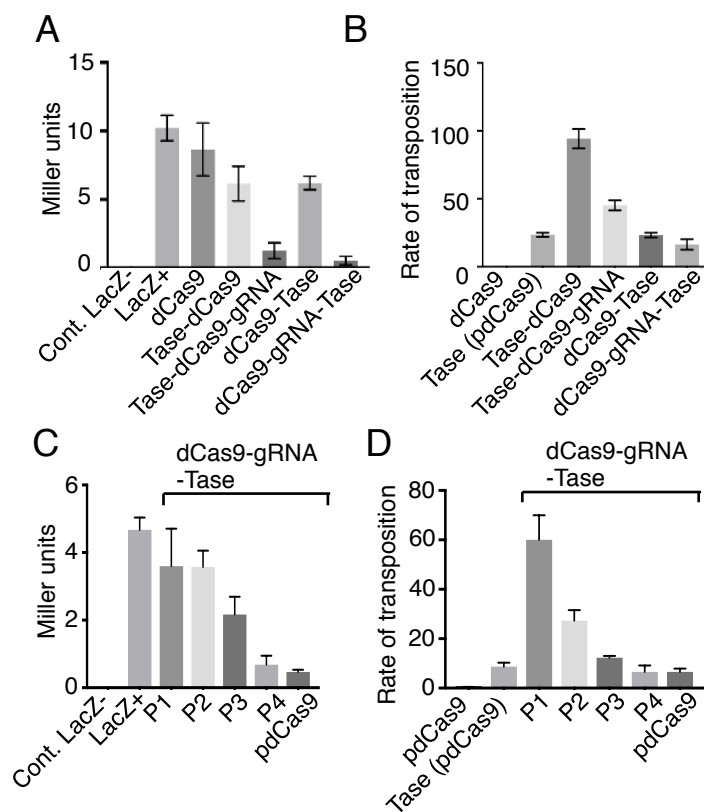 A
Miller units
15
10
5
0
Cont. LacZ-
LacZ+
dCas9
Tase-dCas9
Tase-dCas9-gRNA
dCas9-Tase
dCas9-gRNA-Tase
B
Rate of transposition
150
100
50
0
dCas9
Tase (pdCas9)
Tase-dCas9
Tase-dCas9-gRNA
dCas9-Tase
dCas9-gRNA-Tase
C
dCas9-gRNA
-Tase
Miller units
6
4
2
0
Cont. LacZ-
LacZ+
P1
P2
P3
P4
pdCas9
D
dCas9-gRNA
-Tase
Rate of transposition
80
60
40
20
0
pdCas9
Tase (pdCas9)
P1
P2
P3
P4
pdCas9